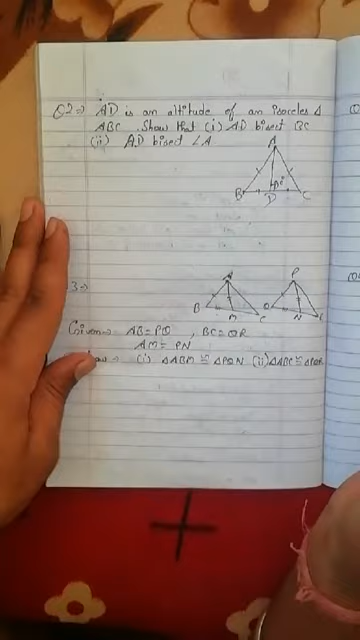 Q2→ AD is an altitude of an isoceles Δ
ABC. Show that (i) AD bisect BC
(ii) AD bisect ∠A
A
B
D
C
3→
A
B
M
C
P
Q
N
R
Given→ AB=PQ , BC=QR
AM=PN
(i) ΔABM ≅ ΔPQN (ii) ΔABC ≅ ΔPQR